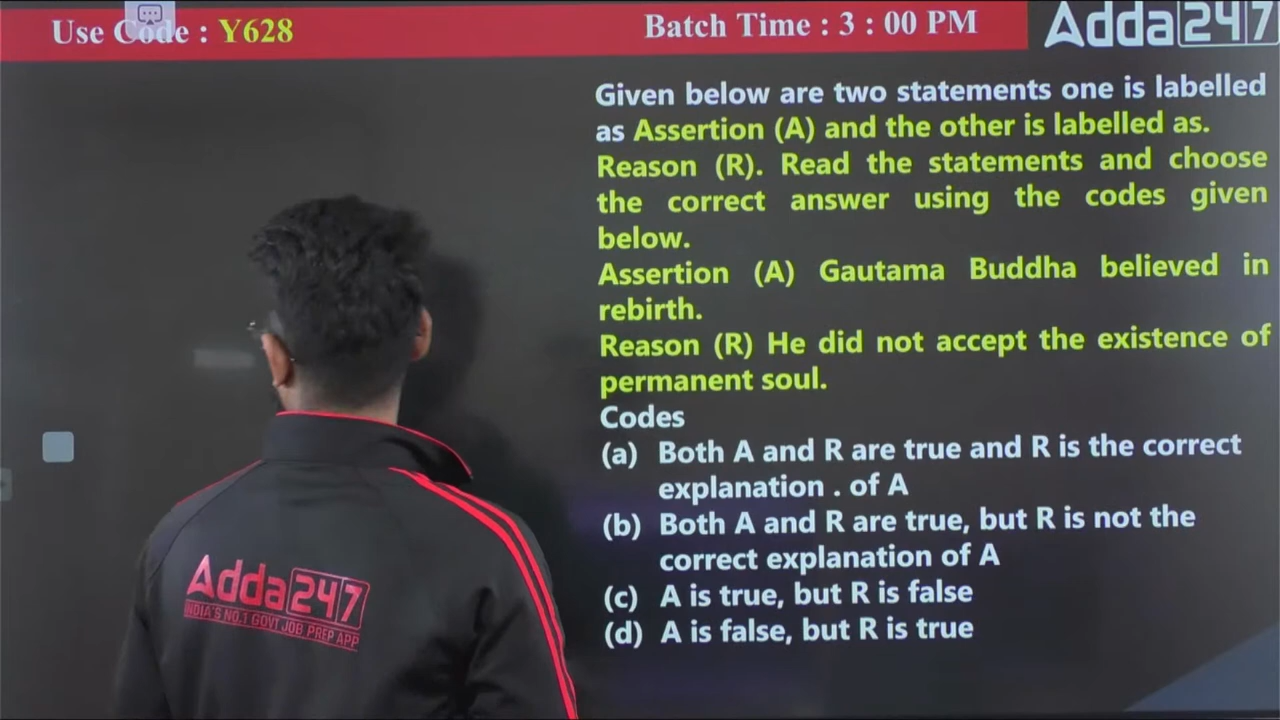 Use Code : Y628
Batch Time : 3 : 00 PM
Adda247
Given below are two statements one is labelled
as Assertion (A) and the other is labelled as.
Reason (R). Read the statements and choose
the correct answer using the codes given
below.
Assertion (A) Gautama Buddha believed in
rebirth.
Reason (R) He did not accept the existence of
permanent soul.
Codes
(a) Both A and R are true and R is the correct
explanation . of A
(b) Both A and R are true, but R is not the
correct explanation of A
(c) A is true, but R is false
(d) A is false, but R is true
Adda247
INDIA'S NO.1 GOVT JOB PREP APP